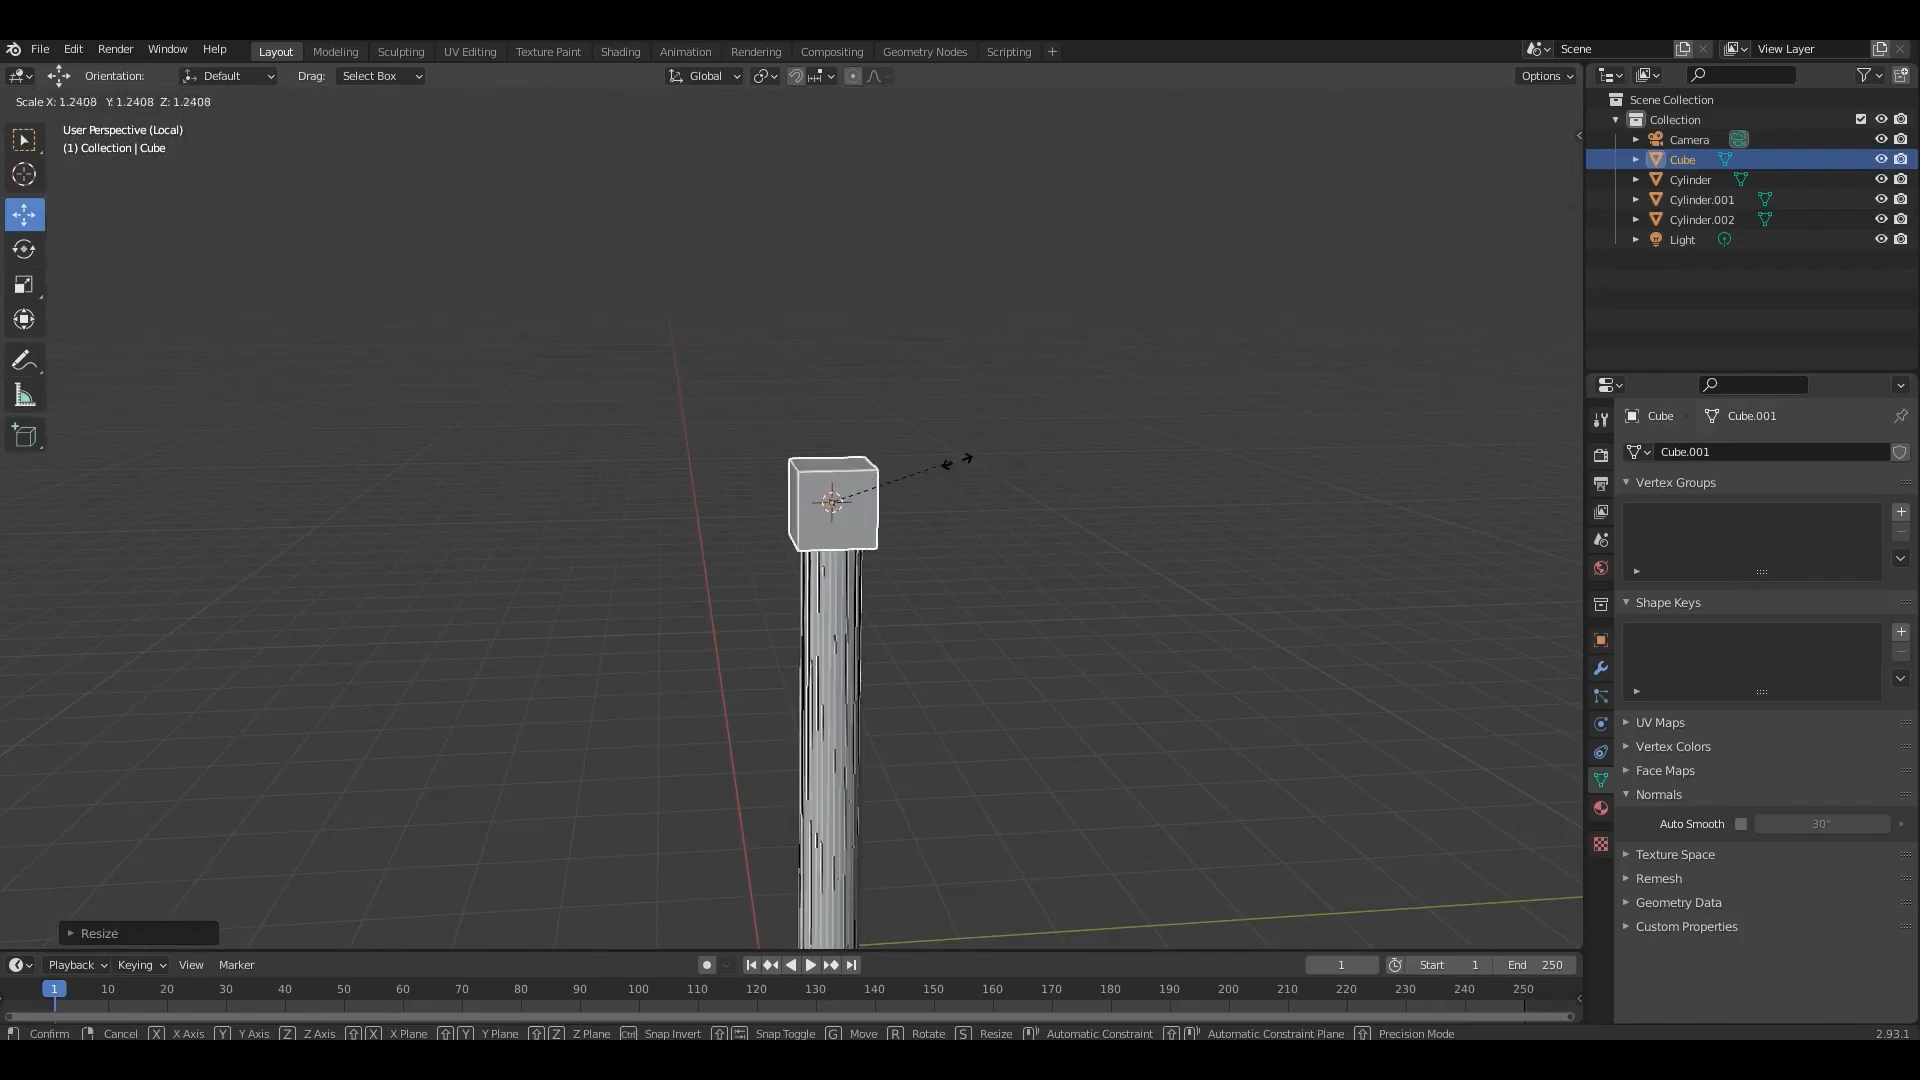 File Edit Render Window Help Layout Modeling Sculpting UV Editing Texture Paint Shading Animation Rendering Compositing Geometry Nodes Scripting + Scene View Layer
Orientation: Default Drag: Select Box Global Options
Scale X: 1.2408 Y: 1.2408 Z: 1.2408
User Perspective (Local)
(1) Collection | Cube
Scene Collection
Collection
Camera
Cube
Cylinder
Cylinder.001
Cylinder.002
Light
Cube Cube.001
Cube.001
Vertex Groups
Shape Keys
UV Maps
Vertex Colors
Face Maps
Normals
Auto Smooth 30°
Texture Space
Remesh
Geometry Data
Custom Properties
Resize
Playback Keying View Marker 1 Start 1 End 250
1 10 20 30 40 50 60 70 80 90 100 110 120 130 140 150 160 170 180 190 200 210 220 230 240 250
Confirm Cancel X X Axis Y Y Axis Z Z Axis X X Plane Y Y Plane Z Z Plane Ctrl Snap Invert Snap Toggle G Move R Rotate S Resize Automatic Constraint Automatic Constraint Plane Precision Mode 2.93.1